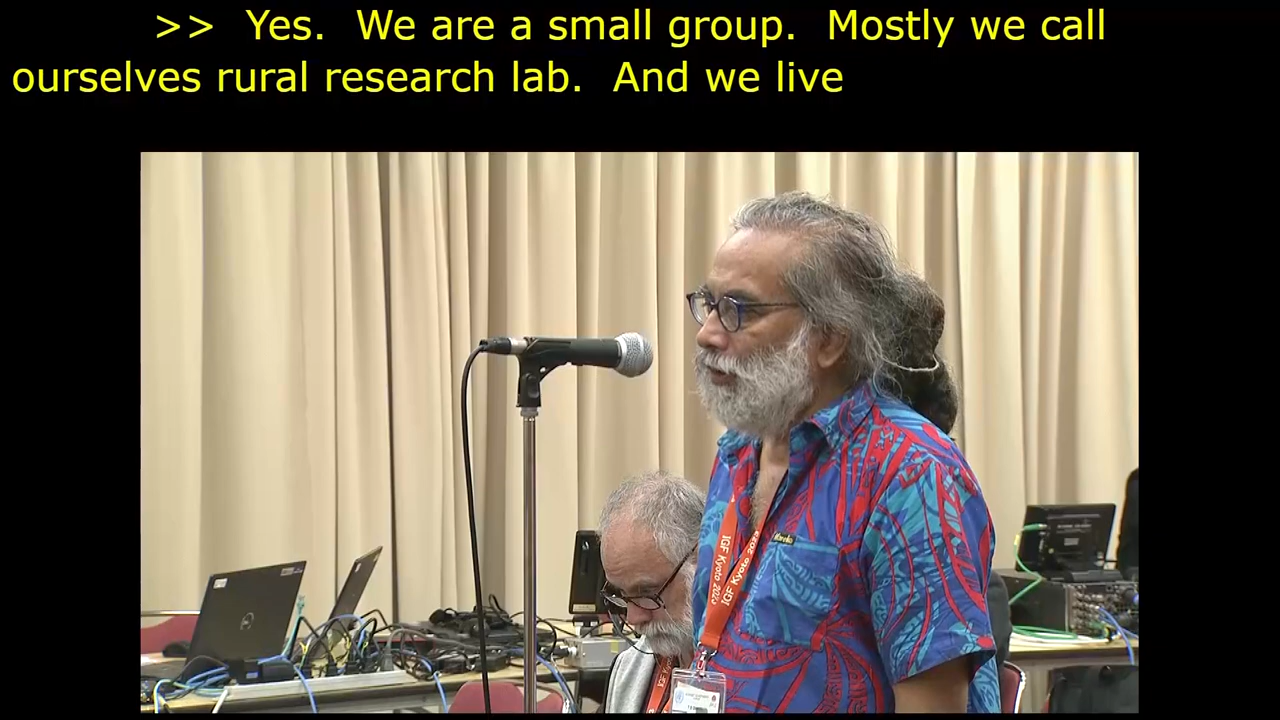 >> Yes. We are a small group. Mostly we call
ourselves rural research lab. And we live
IGF Kyoto 2023
IGF Kyoto 2023